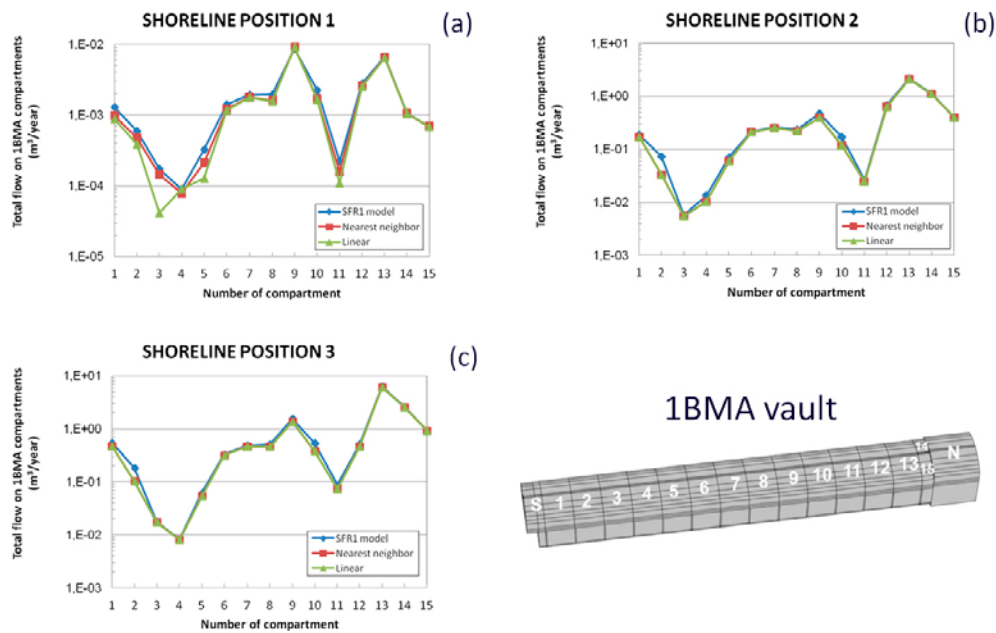 SHORELINE POSITION 1
(a)
Total flow on 1BMA compartments
(m³/year)
1,E-02
1,E-03
1,E-04
1,E-05
SFR1 model
Nearest neighbor
Linear
1 2 3 4 5 6 7 8 9 10 11 12 13 14 15
Number of compartment
SHORELINE POSITION 2
(b)
Total flow on 1BMA compartments
(m³/year)
1,E+01
1,E+00
1,E-01
1,E-02
1,E-03
SFR1 model
Nearest neighbor
Linear
1 2 3 4 5 6 7 8 9 10 11 12 13 14 15
Number of compartment
SHORELINE POSITION 3
(c)
Total flow on 1BMA compartments
(m³/year)
1,E+01
1,E+00
1,E-01
1,E-02
1,E-03
SFR1 model
Nearest neighbor
Linear
1 2 3 4 5 6 7 8 9 10 11 12 13 14 15
Number of compartment
1BMA vault
S 1 2 3 4 5 6 7 8 9 10 11 12 13 14 15 N